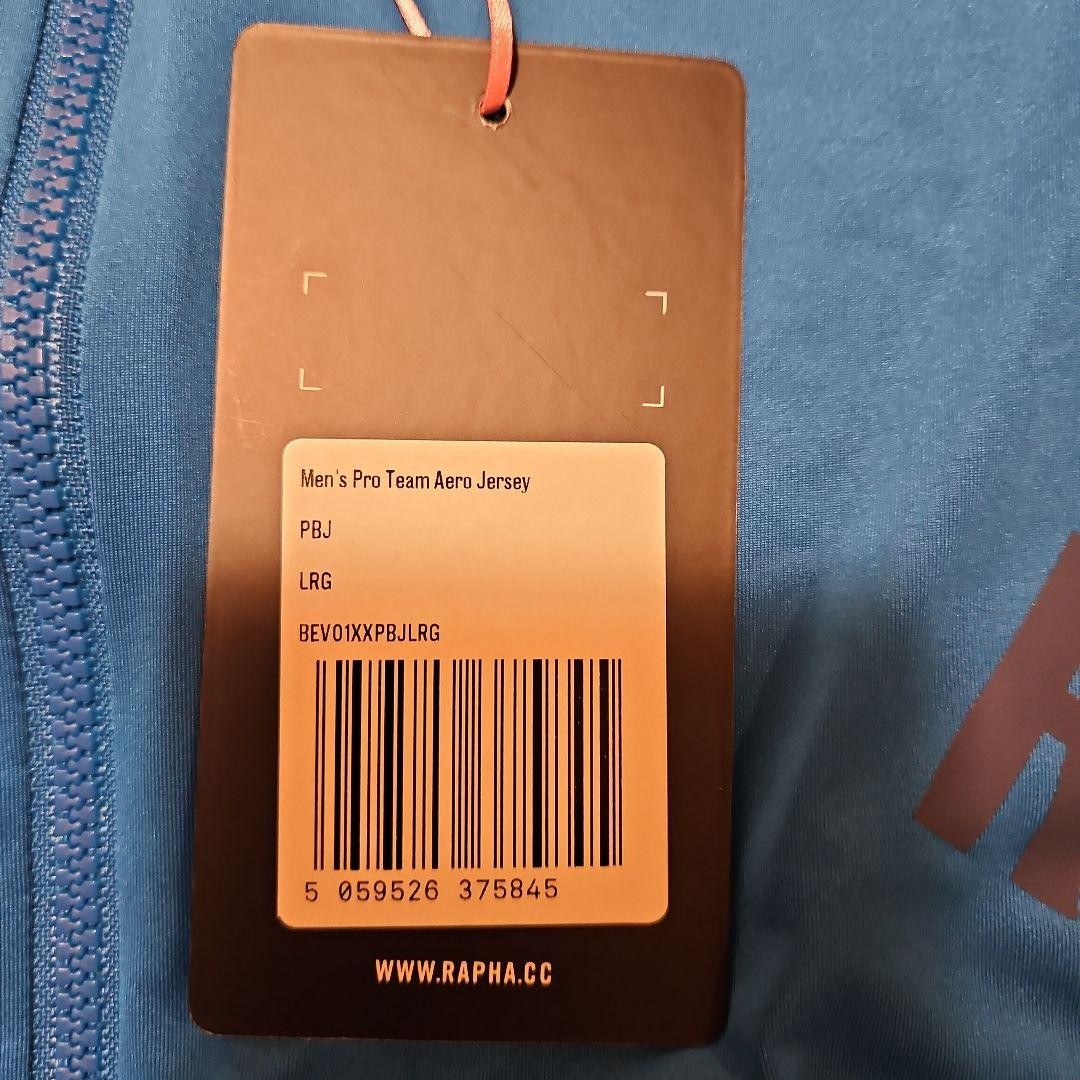 Men's Pro Team Aero Jersey
PBJ
LRG
BEV01XXPBJLRG
5 059526 375845
WWW.RAPHA.CC